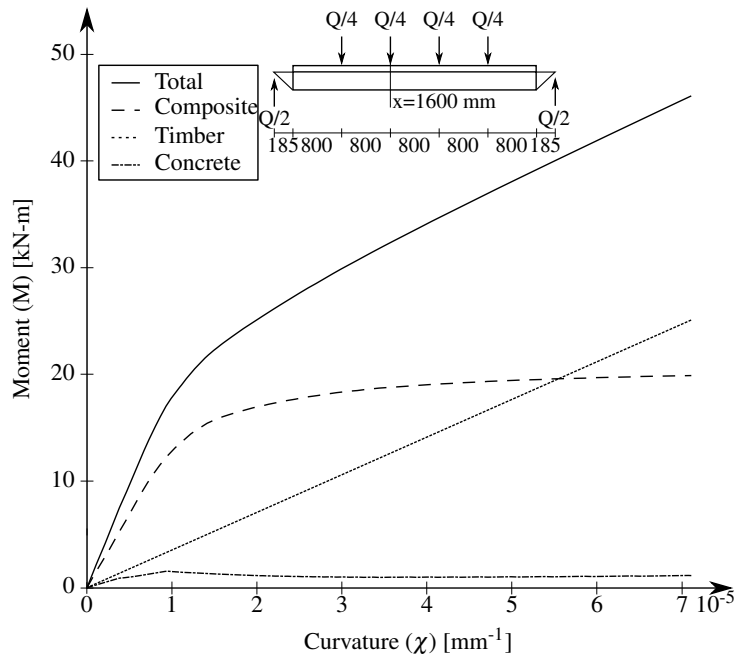 Q/4 Q/4 Q/4 Q/4
x=1600 mm
Q/2 Q/2
185 800 800 800 800 800 185
Total
Composite
Timber
Concrete
50
40
30
20
10
0
Moment (M) [kN-m]
0 1 2 3 4 5 6 7 10⁻⁵
Curvature (χ) [mm⁻¹]